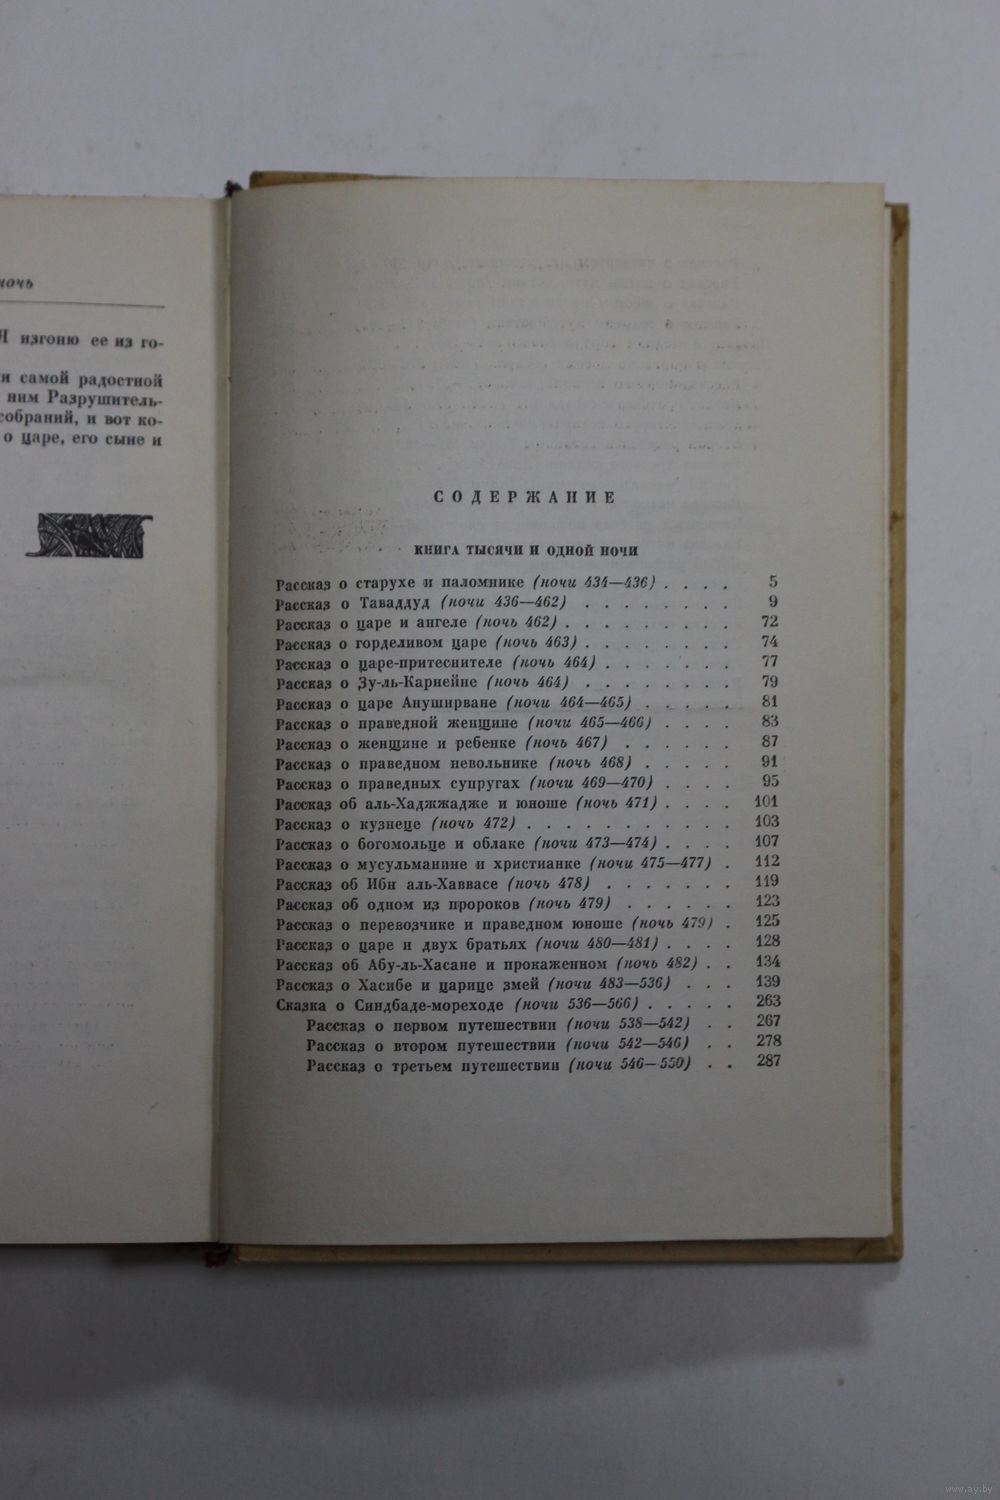 ночь
Я изгоню ее из го-
и самой радостной
ним Разрушитель-
собраний, и вот ко-
о царе, его сыне и
СОДЕРЖАНИЕ
КНИГА ТЫСЯЧИ И ОДНОЙ НОЧИ
Рассказ о старухе и паломнике (ночи 434—436) . . . . 5
Рассказ о Таваддуд (ночи 436—462) . . . . . . . . 9
Рассказ о царе и ангеле (ночь 462) . . . . . . . . . 72
Рассказ о горделивом царе (ночь 463) . . . . . . . . 74
Рассказ о царе-притеснителе (ночь 464) . . . . . . . 77
Рассказ о Зу-ль-Карнейне (ночь 464) . . . . . . . . 79
Рассказ о царе Ануширване (ночи 464—465) . . . . . 81
Рассказ о праведной женщине (ночи 465—466) . . . . 83
Рассказ о женщине и ребенке (ночь 467) . . . . . . 87
Рассказ о праведном невольнике (ночь 468) . . . . . 91
Рассказ о праведных супругах (ночи 469—470) . . . . 95
Рассказ об аль-Хаджжадже и юноше (ночь 471) . . . . 101
Рассказ о кузнеце (ночь 472) . . . . . . . . . . . 103
Рассказ о богомольце и облаке (ночи 473—474) . . . . 107
Рассказ о мусульманине и христианке (ночи 475—477) . 112
Рассказ об Ибн аль-Хаввасе (ночь 478) . . . . . . . 119
Рассказ об одном из пророков (ночь 479) . . . . . . 123
Рассказ о перевозчике и праведном юноше (ночь 479) . 125
Рассказ о царе и двух братьях (ночи 480—481) . . . . 128
Рассказ об Абу-ль-Хасане и прокаженном (ночь 482) . . 134
Рассказ о Хасибе и царице змей (ночи 483—536) . . . 139
Сказка о Синдбаде-мореходе (ночи 536—566) . . . . . 263
Рассказ о первом путешествии (ночи 538—542) . . 267
Рассказ о втором путешествии (ночи 542—546) . . 278
Рассказ о третьем путешествии (ночи 546—550) . . 287
www.ay.by